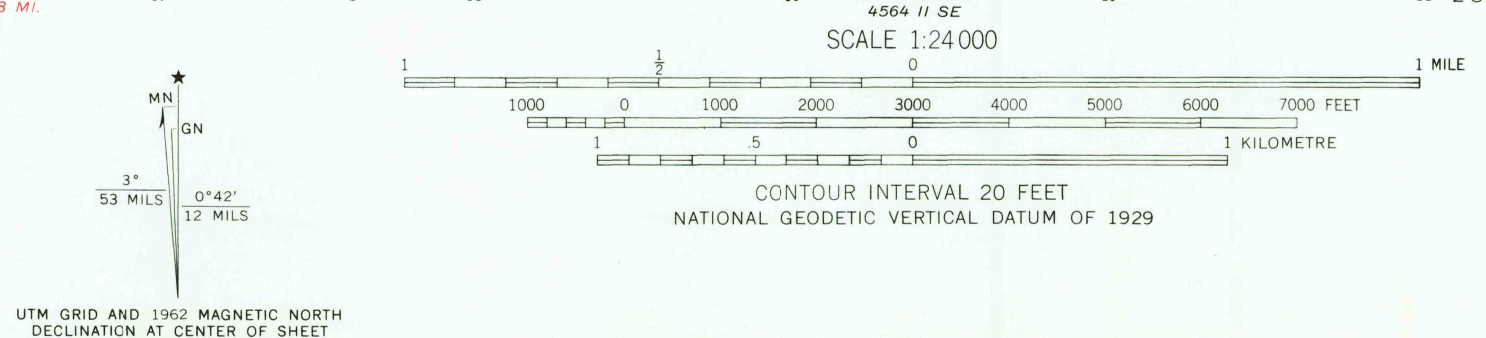 8 MI.
4564 II SE
SCALE 1:24 000
1 ½ 0 1 MILE
1000 0 1000 2000 3000 4000 5000 6000 7000 FEET
1 .5 0 1 KILOMETRE
CONTOUR INTERVAL 20 FEET
NATIONAL GEODETIC VERTICAL DATUM OF 1929
★
MN
GN
3°
53 MILS
0°42'
12 MILS
UTM GRID AND 1962 MAGNETIC NORTH
DECLINATION AT CENTER OF SHEET